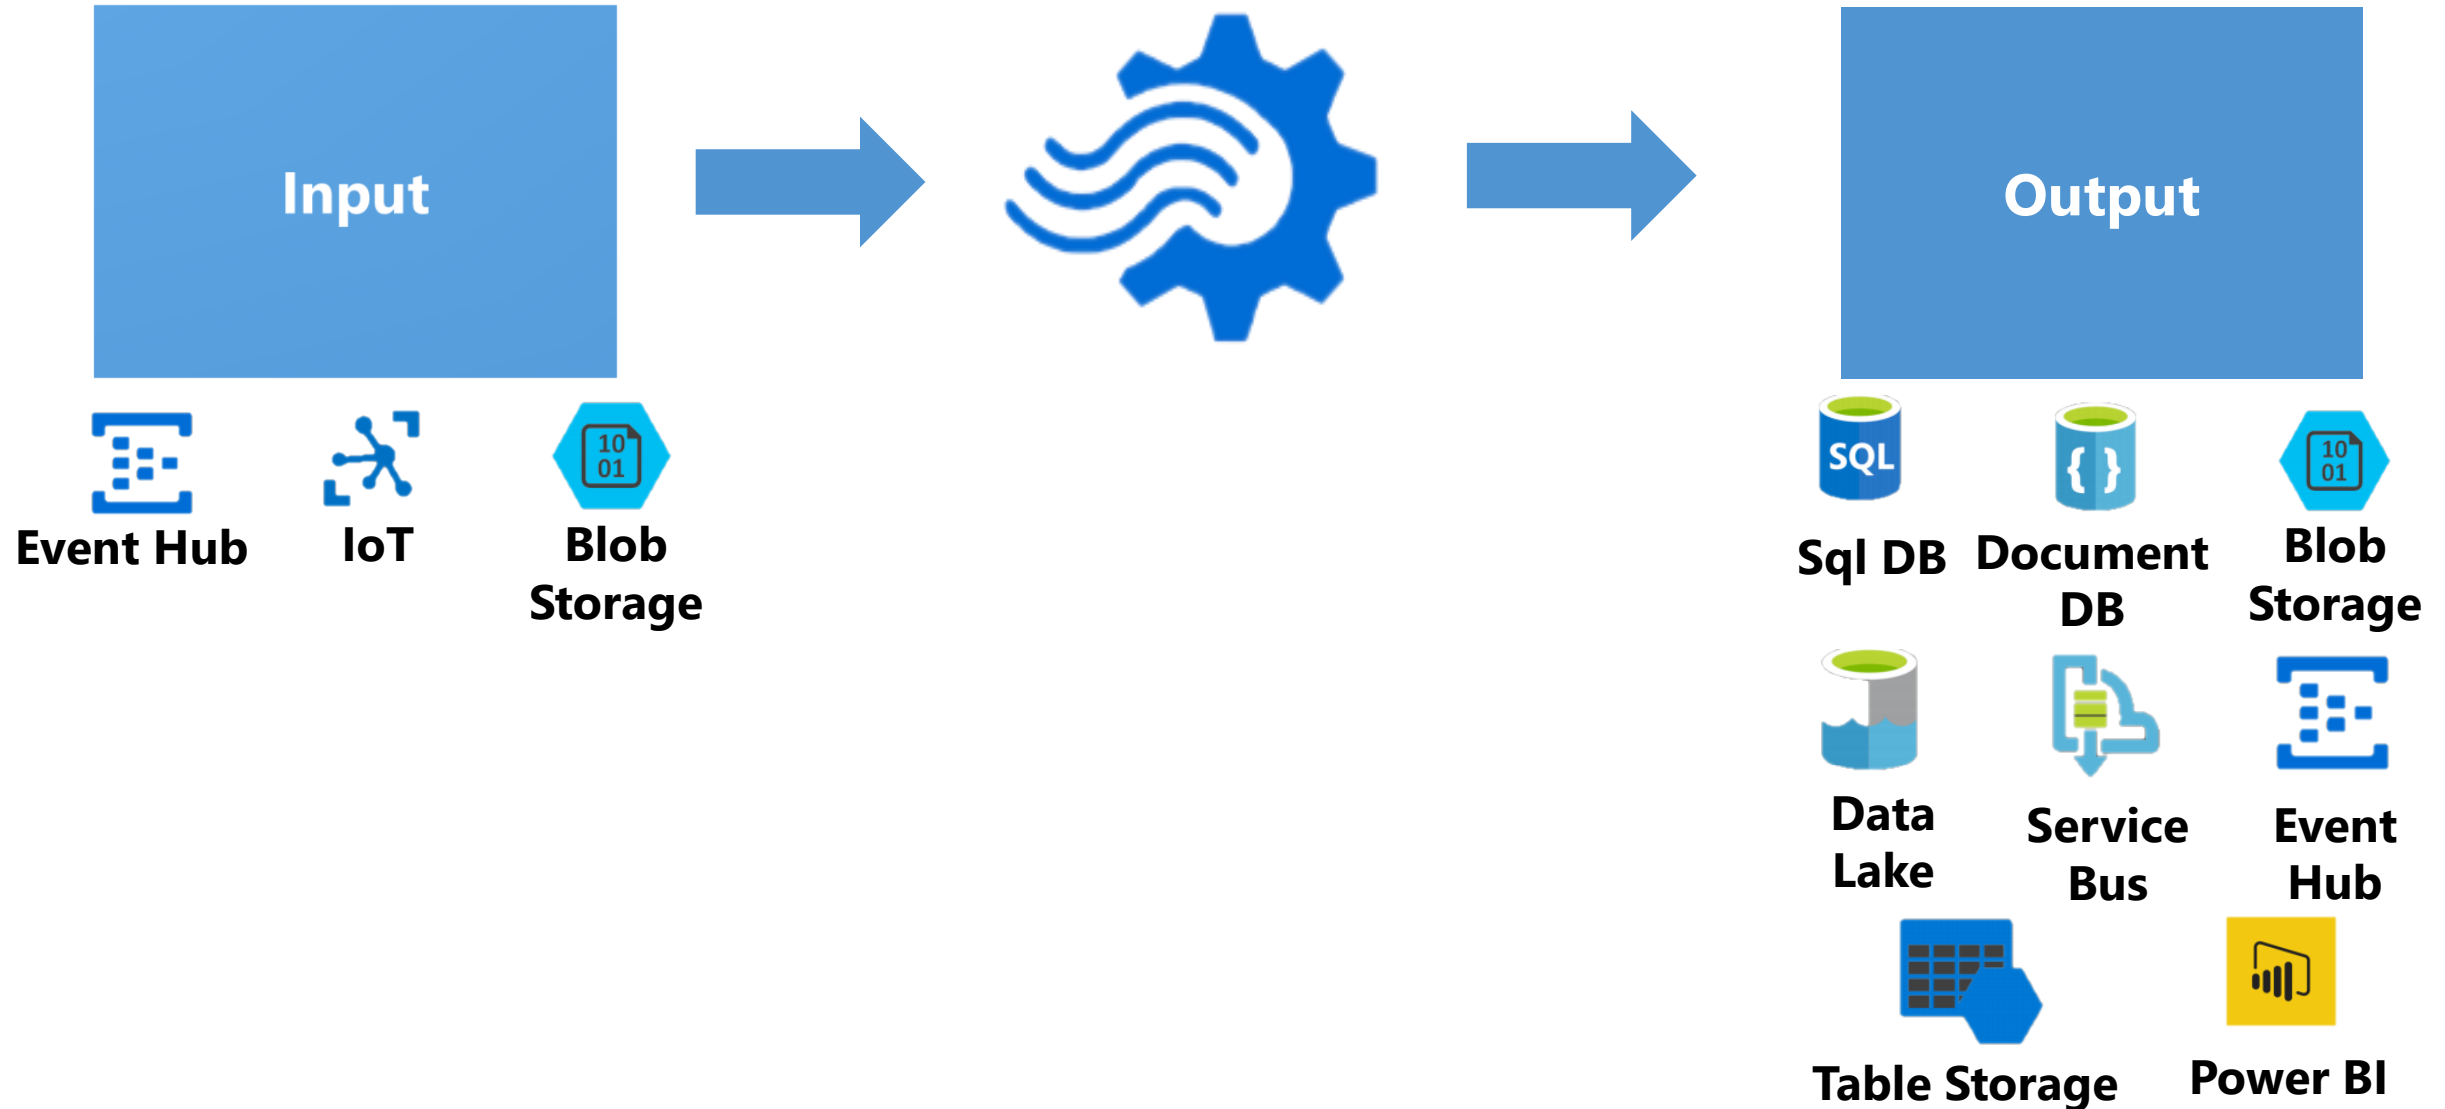 Input
Output
10
01
Event Hub
IoT
Blob
Storage
SQL
{ }
10
01
Sql DB
Document
DB
Blob
Storage
Data
Lake
Service
Bus
Event
Hub
Table Storage
Power BI